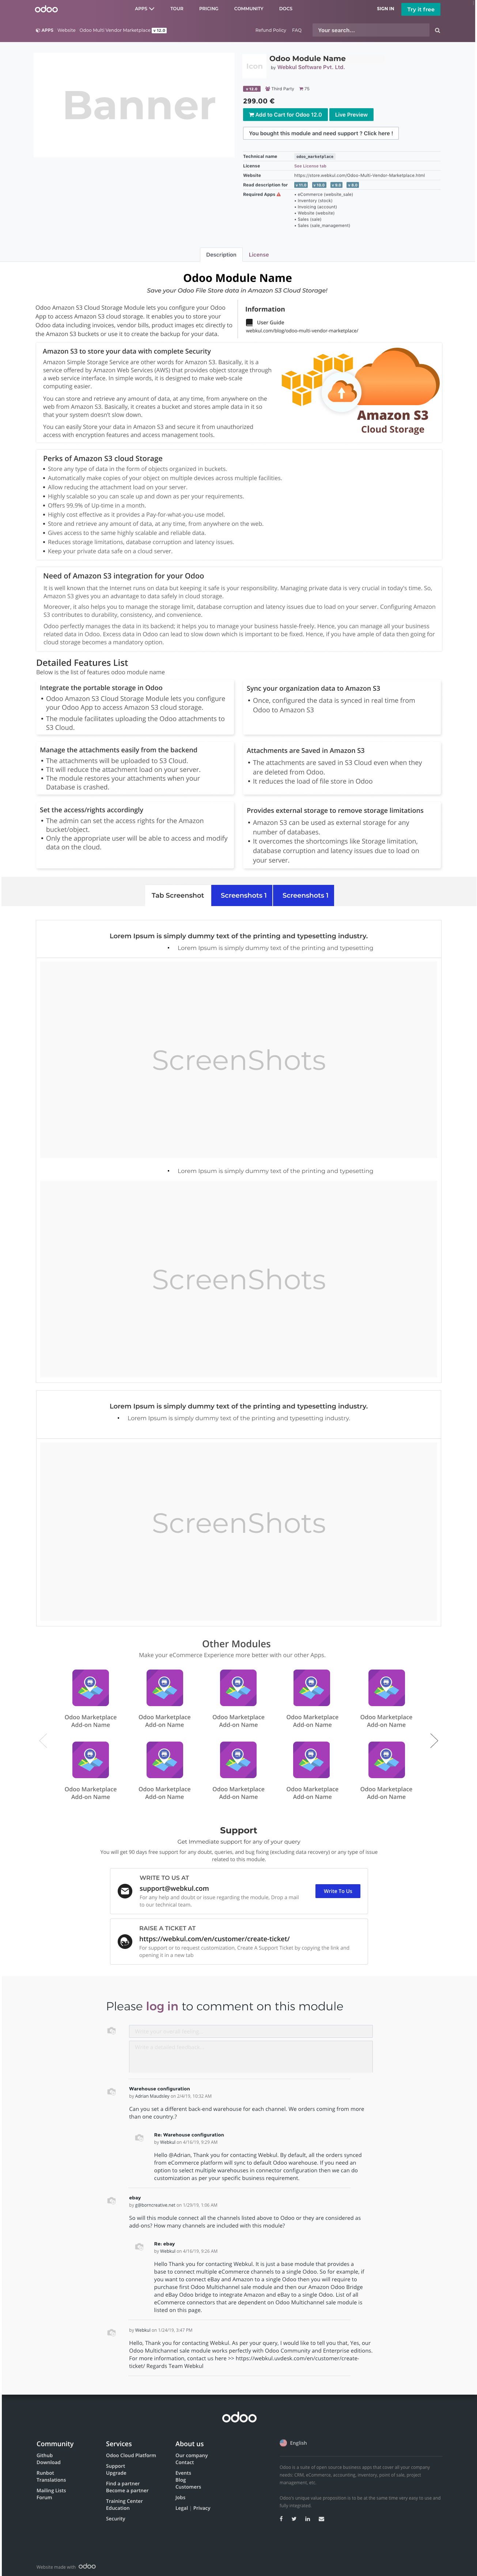 odoo APPS TOUR PRICING COMMUNITY DOCS SIGN IN Try it free
APPS Website Odoo Multi Vendor Marketplace v 12.0 Refund Policy FAQ Your search...
Banner
Icon
Odoo Module Name
by Webkul Software Pvt. Ltd.
v 12.0 Third Party 75
299.00 €
Add to Cart for Odoo 12.0 Live Preview
You bought this module and need support ? Click here !
Technical name odoo_marketplace
License See License tab
Website https://store.webkul.com/Odoo-Multi-Vendor-Marketplace.html
Read description for v 11.0 v 10.0 v 9.0 v 8.0
Required Apps • eCommerce (website_sale)
• Inventory (stock)
• Invoicing (account)
• Website (website)
• Sales (sale)
• Sales (sale_management)
Description License
Odoo Module Name
Save your Odoo File Store data in Amazon S3 Cloud Storage!
Odoo Amazon S3 Cloud Storage Module lets you configure your Odoo
App to access Amazon S3 cloud storage. it enables you to store your
Odoo data including invoices, vendor bills, product images etc directly to
the Amazon S3 buckets or use it to create the backup for your data.
Information
User Guide
webkul.com/blog/odoo-multi-vendor-marketplace/
Amazon S3 to store your data with complete Security
Amazon Simple Storage Service are other words for Amazon S3. Basically, it is a
service offered by Amazon Web Services (AWS) that provides object storage through
a web service interface. In simple words, it is designed to make web-scale
computing easier.
You can store and retrieve any amount of data, at any time, from anywhere on the
web from Amazon S3. Basically, it creates a bucket and stores ample data in it so
that your system doesn't slow down.
You can easily Store your data in Amazon S3 and secure it from unauthorized
access with encryption features and access management tools.
Amazon S3
Cloud Storage
Perks of Amazon S3 cloud Storage
• Store any type of data in the form of objects organized in buckets.
• Automatically make copies of your object on multiple devices across multiple facilities.
• Allow reducing the attachment load on your server.
• Highly scalable so you can scale up and down as per your requirements.
• Offers 99.9% of Up-time in a month.
• Highly cost effective as it provides a Pay-for-what-you-use model.
• Store and retrieve any amount of data, at any time, from anywhere on the web.
• Gives access to the same highly scalable and reliable data.
• Reduces storage limitations, database corruption and latency issues.
• Keep your private data safe on a cloud server.
Need of Amazon S3 integration for your Odoo
It is well known that the Internet runs on data but keeping it safe is your responsibility. Managing private data is very crucial in today's time. So,
Amazon S3 gives you an advantage to data safely in cloud storage.
Moreover, it also helps you to manage the storage limit, database corruption and latency issues due to load on your server. Configuring Amazon
S3 contributes to durability, consistency, and convenience.
Odoo perfectly manages the data in its backend; it helps you to manage your business hassle-freely. Hence, you can manage all your business
related data in Odoo. Excess data in Odoo can lead to slow down which is important to be fixed. Hence, if you have ample of data then going for
cloud storage becomes a mandatory option.
Detailed Features List
Below is the list of features odoo module name
Integrate the portable storage in Odoo
• Odoo Amazon S3 Cloud Storage Module lets you configure
your Odoo App to access Amazon S3 cloud storage.
• The module facilitates uploading the Odoo attachments to
S3 Cloud.
Sync your organization data to Amazon S3
• Once, configured the data is synced in real time from
Odoo to Amazon S3
Manage the attachments easily from the backend
• The attachments will be uploaded to S3 Cloud.
• TIt will reduce the attachment load on your server.
• The module restores your attachments when your
Database is crashed.
Attachments are Saved in Amazon S3
• The attachments are saved in S3 Cloud even when they
are deleted from Odoo.
• It reduces the load of file store in Odoo
Set the access/rights accordingly
• The admin can set the access rights for the Amazon
bucket/object.
• Only the appropriate user will be able to access and modify
data on the cloud.
Provides external storage to remove storage limitations
• Amazon S3 can be used as external storage for any
number of databases.
• It overcomes the shortcomings like Storage limitation,
database corruption and latency issues due to load on
your server.
Tab Screenshot Screenshots 1 Screenshots 1
Lorem Ipsum is simply dummy text of the printing and typesetting industry.
• Lorem Ipsum is simply dummy text of the printing and typesetting
ScreenShots
• Lorem Ipsum is simply dummy text of the printing and typesetting
ScreenShots
Lorem Ipsum is simply dummy text of the printing and typesetting industry.
• Lorem Ipsum is simply dummy text of the printing and typesetting industry.
ScreenShots
Other Modules
Make your eCommerce Experience more better with our other Apps.
Odoo Marketplace Odoo Marketplace Odoo Marketplace Odoo Marketplace Odoo Marketplace
Add-on Name Add-on Name Add-on Name Add-on Name Add-on Name
Odoo Marketplace Odoo Marketplace Odoo Marketplace Odoo Marketplace Odoo Marketplace
Add-on Name Add-on Name Add-on Name Add-on Name Add-on Name
Support
Get Immediate support for any of your query
You will get 90 days free support for any doubt, queries, and bug fixing (excluding data recovery) or any type of issue
related to this module.
WRITE TO US AT
support@webkul.com
For any help and doubt or issue regarding the module, Drop a mail
to our technical team.
Write To Us
RAISE A TICKET AT
https://webkul.com/en/customer/create-ticket/
For support or to request customization, Create A Support Ticket by copying the link and
opening it in a new tab
Please log in to comment on this module
Warehouse configuration
by Adrian Maudsley on 2/4/19, 10:32 AM
Can you set a different back-end warehouse for each channel. We orders coming from more
than one country.?
Re: Warehouse configuration
by Webkul on 4/16/19, 9:29 AM
Hello @Adrian, Thank you for contacting Webkul. By default, all the orders synced
from eCommerce platform will sync to default Odoo warehouse. If you need an
option to select multiple warehouses in connector configuration then we can do
customization as per your specific business requirement.
ebay
by g@borncreative.net on 1/29/19, 1:06 AM
So will this module connect all the channels listed above to Odoo or they are considered as
add-ons? How many channels are included with this module?
Re: ebay
by Webkul on 4/16/19, 9:26 AM
Hello Thank you for contacting Webkul. It is just a base module that provides a
base to connect multiple eCommerce channels to a single Odoo. So for example, if
you want to connect eBay and Amazon to single Odoo then you will require to
purchase first Odoo Multichannel sale module and then our Amazon Odoo Bridge
and eBay Odoo bridge to integrate Amazon and eBay to a single Odoo. List of all
eCommerce connectors that are dependent on Odoo Multichannel sale module is
listed on this page.
by Webkul on 1/24/19, 3:47 PM
Hello, Thank you for contacting Webkul. As per your query, I would like to tell you that Yes, our
Odoo Multichannel sale module works perfectly with Odoo Community and Enterprise editions.
For more information, contact us here >> https://webkul.uvdesk.com/en/customer/create-
ticket/ Regards Team Webkul
odoo
Community
Github
Download
Runbot
Translations
Mailing Lists
Forum
Services
Odoo Cloud Platform
Support
Upgrade
Find a partner
Become a partner
Training Center
Education
Security
About us
Our company
Contact
Events
Blog
Customers
Jobs
Legal | Privacy
English
Odoo is a suite of open source business apps that cover all your company
needs: CRM, eCommerce, accounting, inventory, point of sale, project
management, etc.
Odoo's unique value proposition is to be at the same time very easy to use and
fully integrated.
Website made with odoo